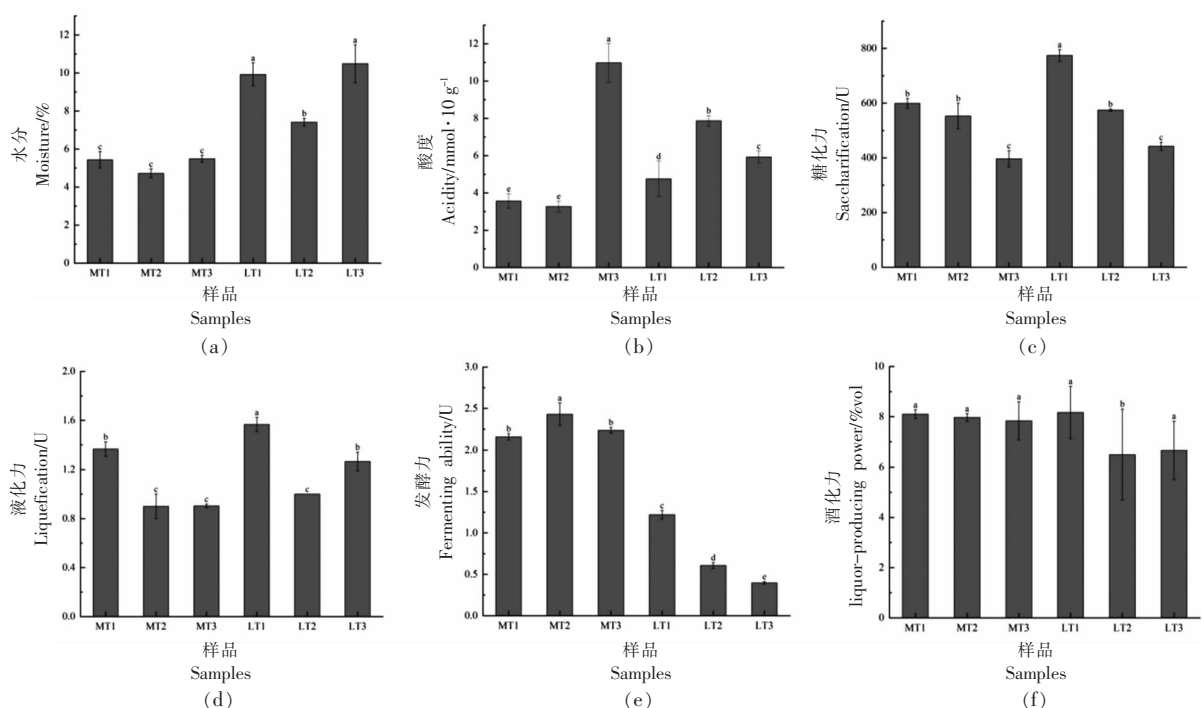 水分
Moisture/%
12
10
8
6
4
2
0
c
c
c
a
b
a
MT1 MT2 MT3 LT1 LT2 LT3
样品
Samples
(a)
酸度
Acidity/mmol·10 g⁻¹
12
10
8
6
4
2
0
e
e
a
d
b
c
MT1 MT2 MT3 LT1 LT2 LT3
样品
Samples
(b)
糖化力
Saccharification/U
800
600
400
200
0
b
b
c
a
b
c
MT1 MT2 MT3 LT1 LT2 LT3
样品
Samples
(c)
液化力
Liquefication/U
2.0
1.6
1.2
0.8
0.4
0.0
b
c
c
a
c
b
MT1 MT2 MT3 LT1 LT2 LT3
样品
Samples
(d)
发酵力
Fermenting ability/U
3.0
2.5
2.0
1.5
1.0
0.5
0.0
b
a
b
c
d
e
MT1 MT2 MT3 LT1 LT2 LT3
样品
Samples
(e)
酒化力
liquor-producing power/%vol
10
8
6
4
2
0
a
a
a
a
b
a
MT1 MT2 MT3 LT1 LT2 LT3
样品
Samples
(f)